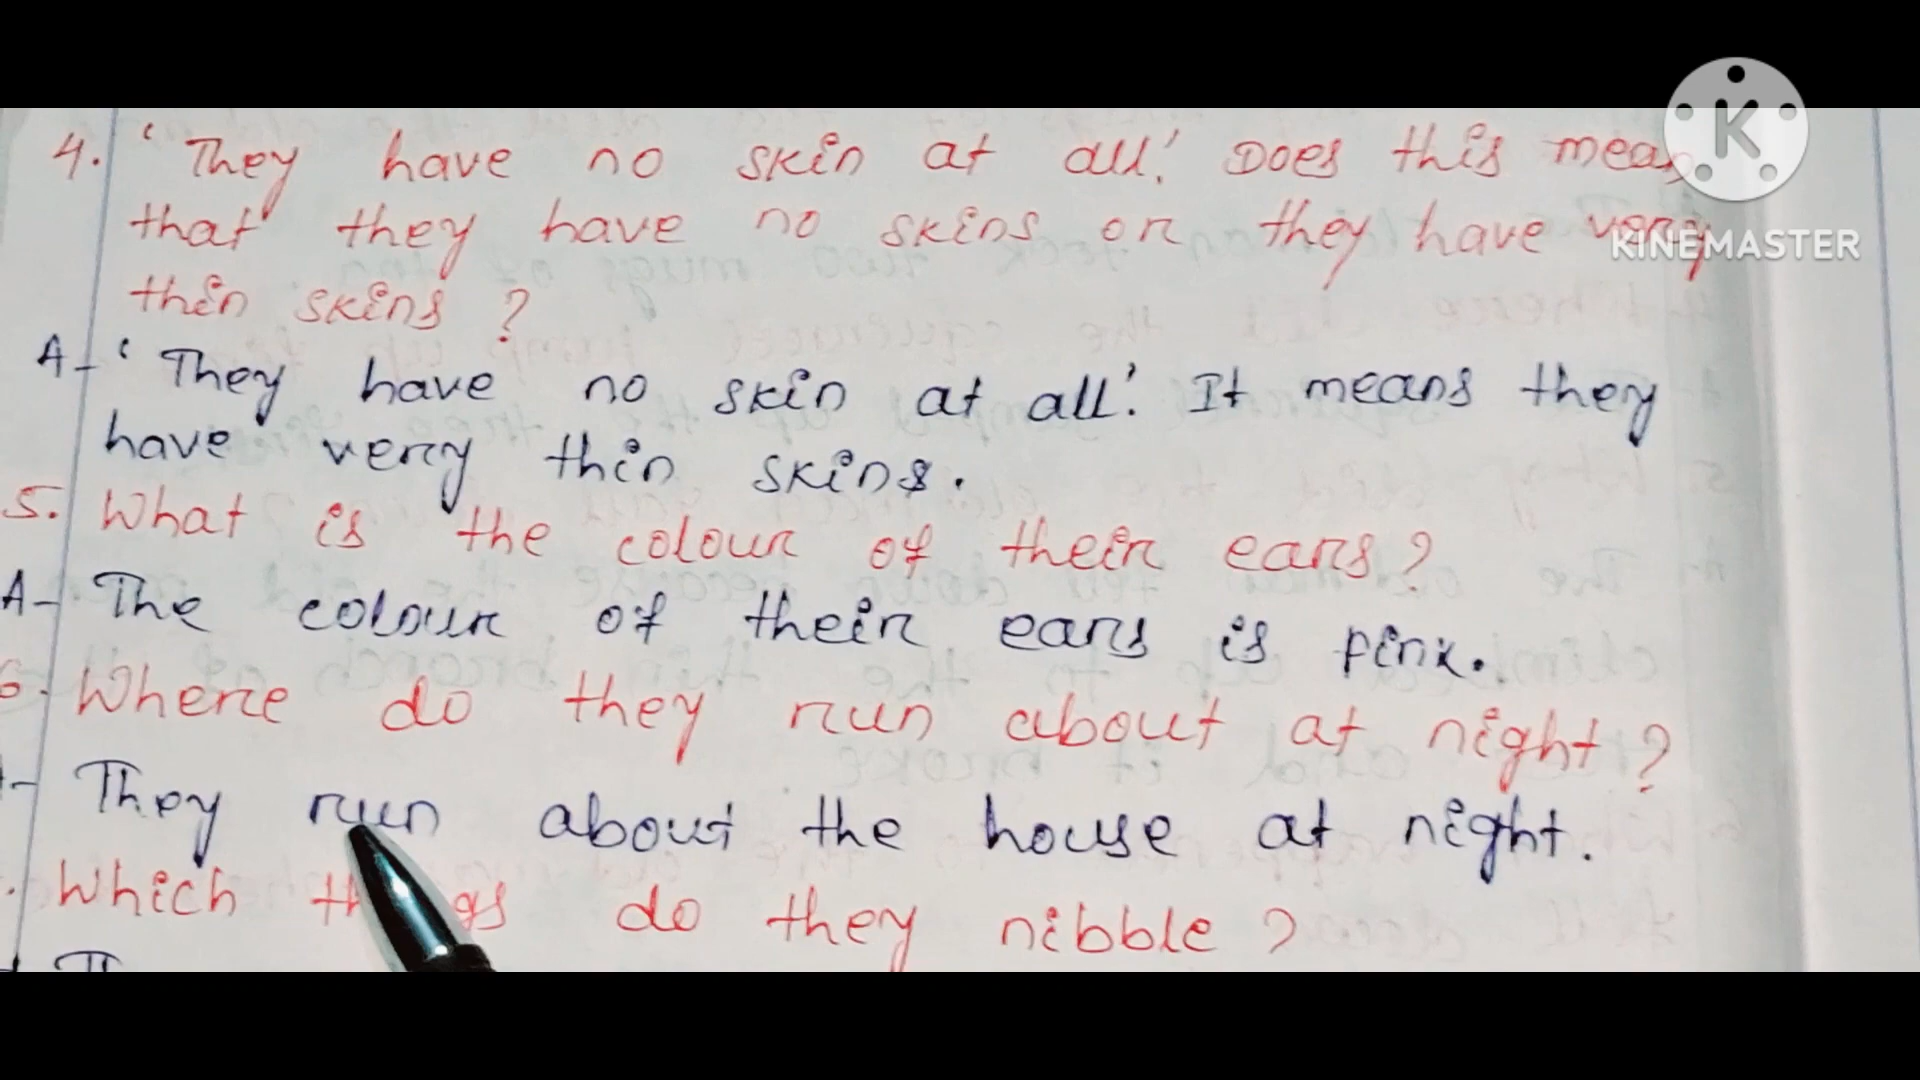 4. 'They have no skin at all'. Does this mean
that they have no skins or they have very
thin skins?
A- 'They have no skin at all'. It means they
have very thin skins.
5. What is the colour of their ears?
A- The colour of their ears is pink.
6. Where do they run about at night?
A- They run about the house at night.
Which things do they nibble?
K
KINEMASTER